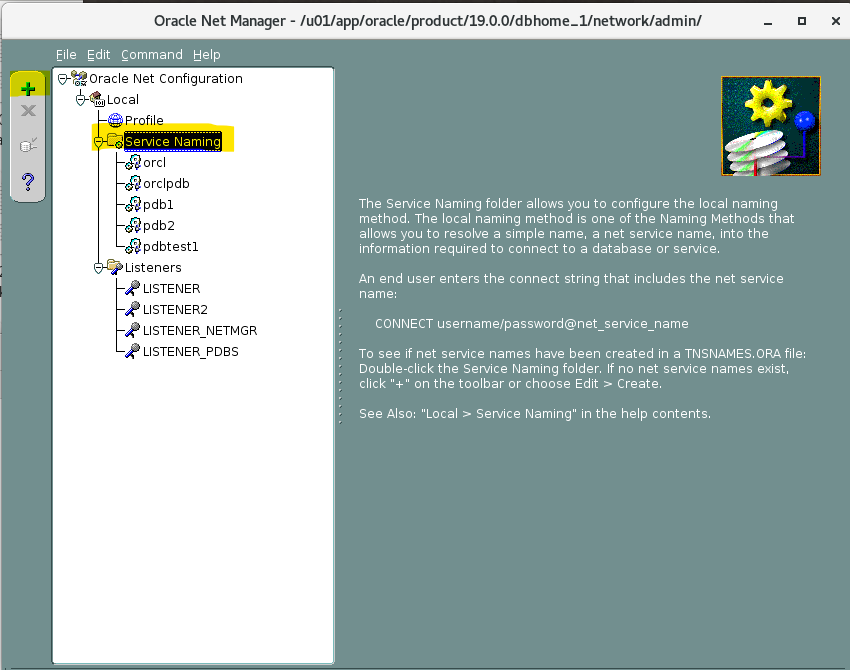 Oracle Net Manager - /u01/app/oracle/product/19.0.0/dbhome_1/network/admin/
File Edit Command Help
Oracle Net Configuration
Local
Profile
Service Naming
orcl
orclpdb
pdb1
pdb2
pdbtest1
Listeners
LISTENER
LISTENER2
LISTENER_NETMGR
LISTENER_PDBS
The Service Naming folder allows you to configure the local naming
method. The local naming method is one of the Naming Methods that
allows you to resolve a simple name, a net service name, into the
information required to connect to a database or service.
An end user enters the connect string that includes the net service
name:
CONNECT username/password@net_service_name
To see if net service names have been created in a TNSNAMES.ORA file:
Double-click the Service Naming folder. If no net service names exist,
click "+" on the toolbar or choose Edit > Create.
See Also: "Local > Service Naming" in the help contents.